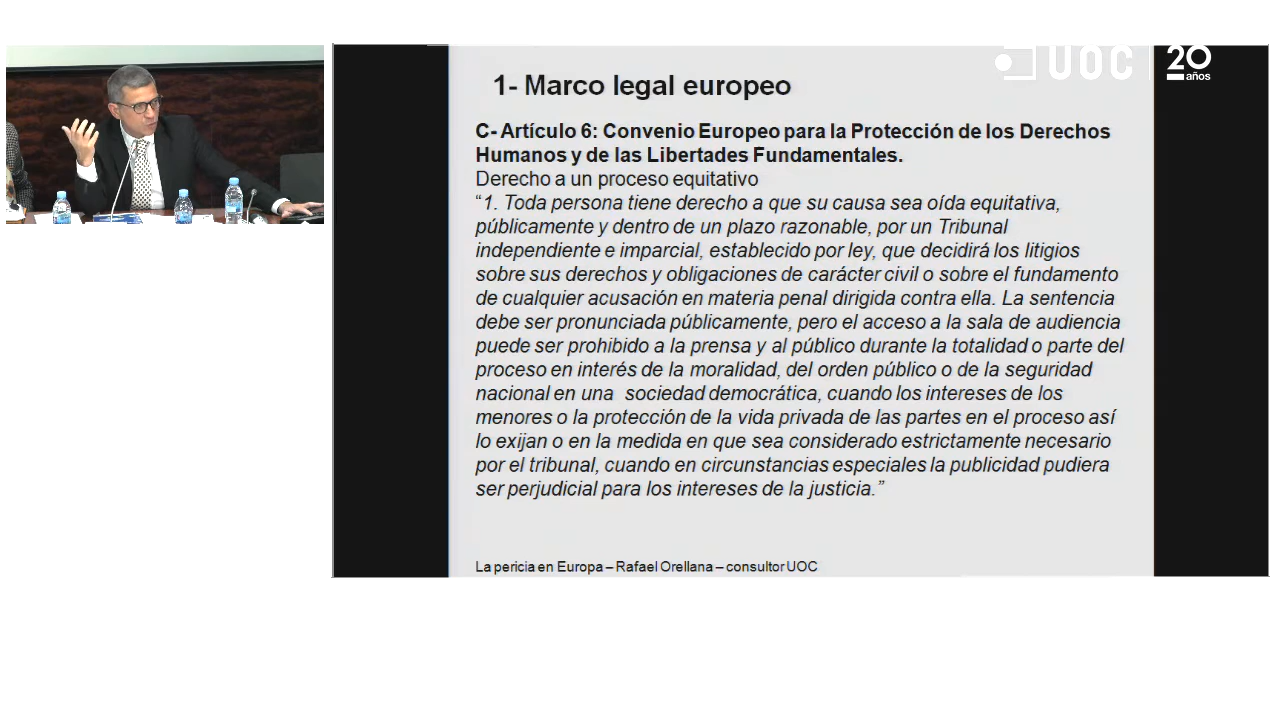 UOC
20
años
1- Marco legal europeo
C- Artículo 6: Convenio Europeo para la Protección de los Derechos
Humanos y de las Libertades Fundamentales.
Derecho a un proceso equitativo
“1. Toda persona tiene derecho a que su causa sea oída equitativa,
públicamente y dentro de un plazo razonable, por un Tribunal
independiente e imparcial, establecido por ley, que decidirá los litigios
sobre sus derechos y obligaciones de carácter civil o sobre el fundamento
de cualquier acusación en materia penal dirigida contra ella. La sentencia
debe ser pronunciada públicamente, pero el acceso a la sala de audiencia
puede ser prohibido a la prensa y al público durante la totalidad o parte del
proceso en interés de la moralidad, del orden público o de la seguridad
nacional en una sociedad democrática, cuando los intereses de los
menores o la protección de la vida privada de las partes en el proceso así
lo exijan o en la medida en que sea considerado estrictamente necesario
por el tribunal, cuando en circunstancias especiales la publicidad pudiera
ser perjudicial para los intereses de la justicia.”
La pericia en Europa – Rafael Orellana – consultor UOC